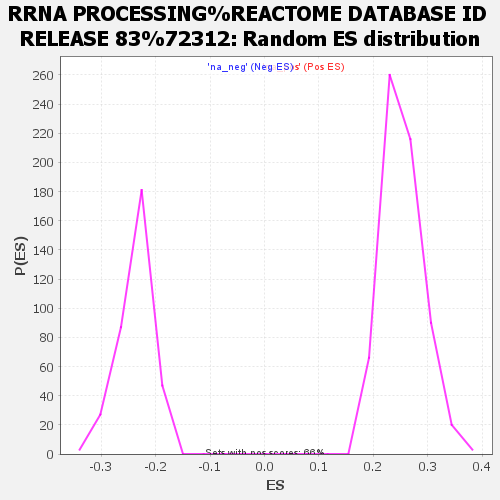 RRNA PROCESSING%REACTOME DATABASE ID
RELEASE 83%72312: Random ES distribution
'na_neg' (Neg ES)s' (Pos ES)
260
240
220
200
180
160
140
120
100
80
60
40
20
0
P(ES)
Sets with pos scores: 66%
-0.3 -0.2 -0.1 0.0 0.1 0.2 0.3 0.4
ES